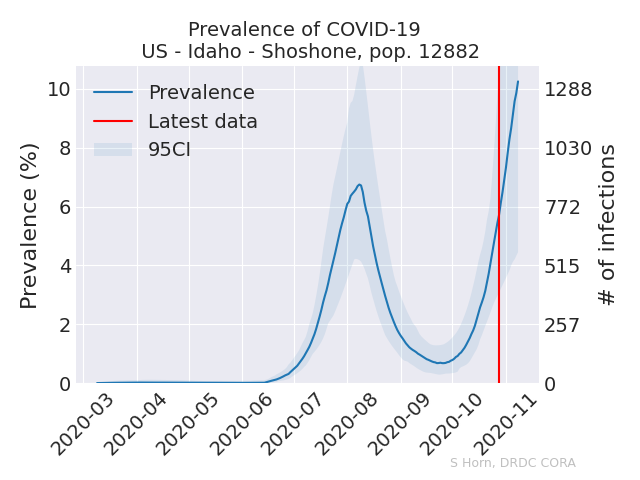 Prevalence of COVID-19
US - Idaho - Shoshone, pop. 12882
Prevalence
Latest data
95CI
Prevalence (%)
10
8
6
4
2
0
1288
1030
772
515
257
0
# of infections
2020-03
2020-04
2020-05
2020-06
2020-07
2020-08
2020-09
2020-10
2020-11
S Horn, DRDC CORA